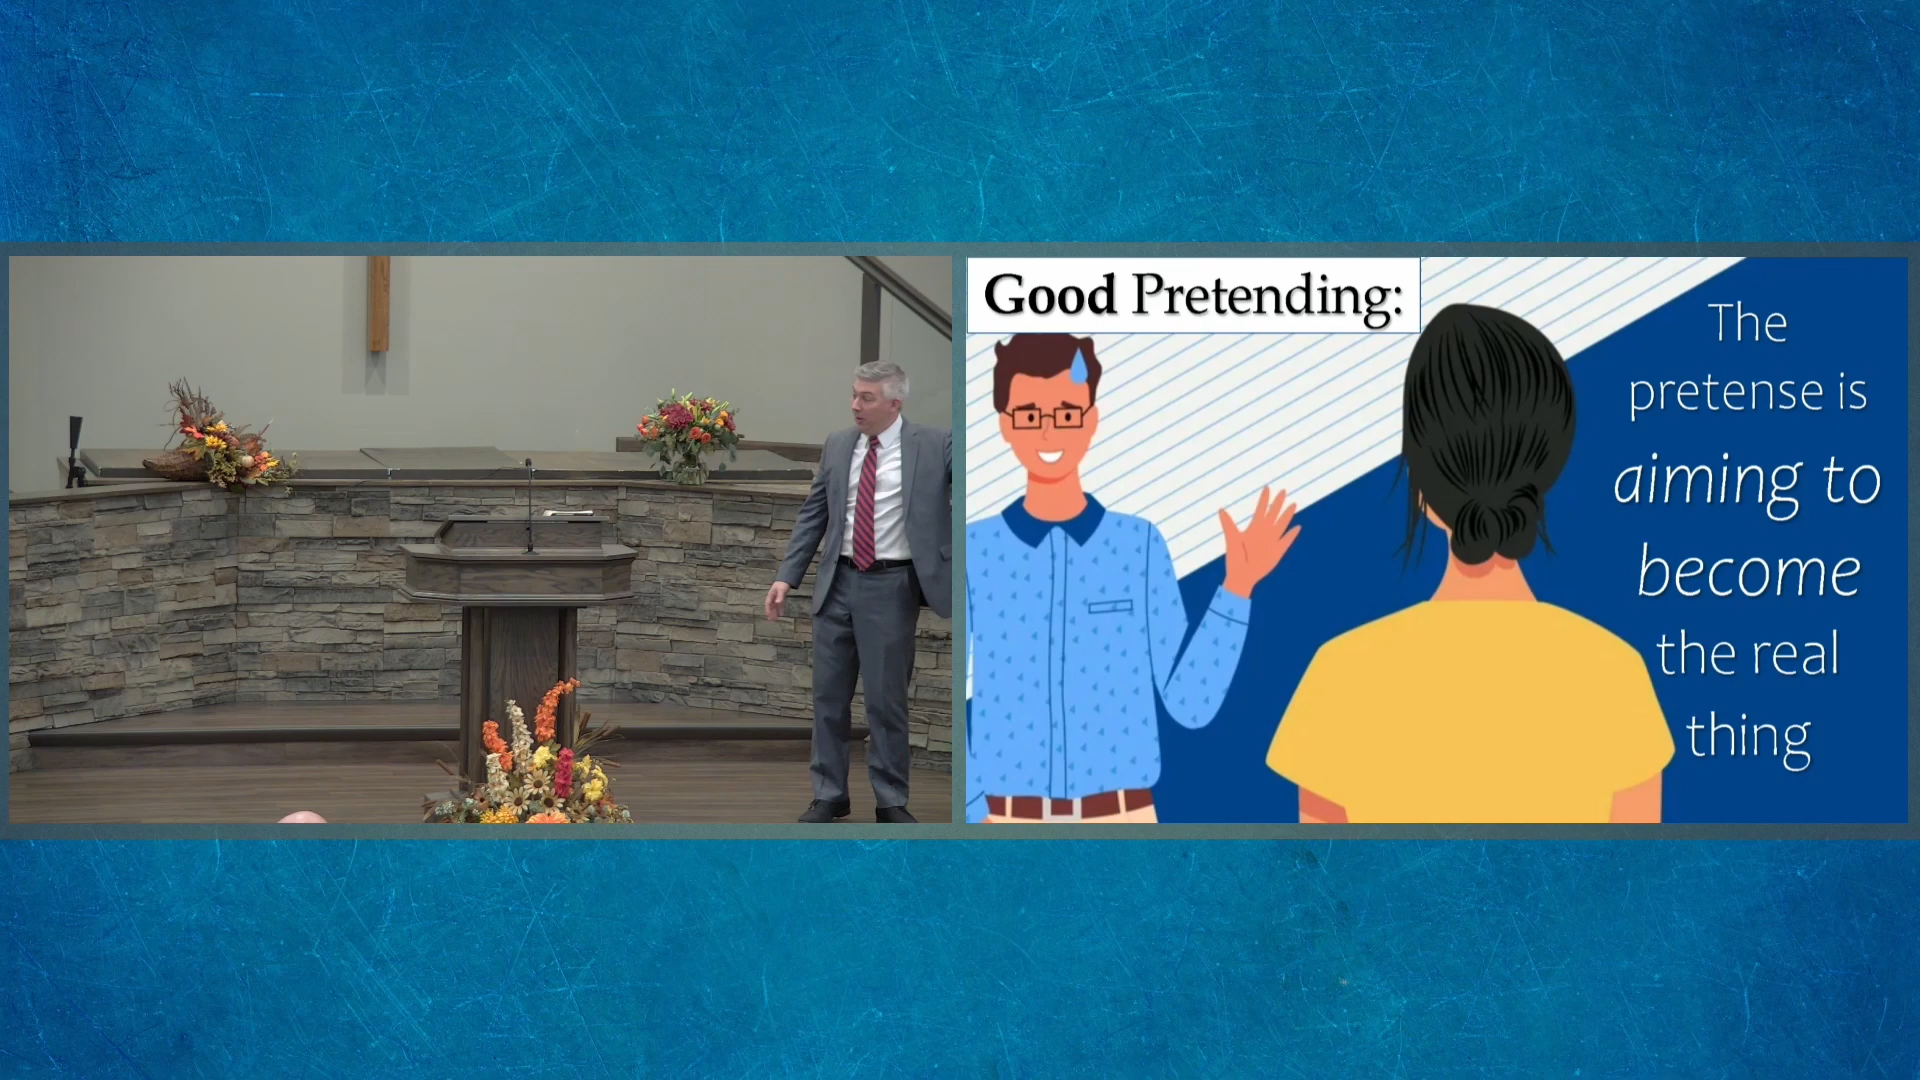 Good Pretending:
The
pretense is
aiming to
become
the real
thing